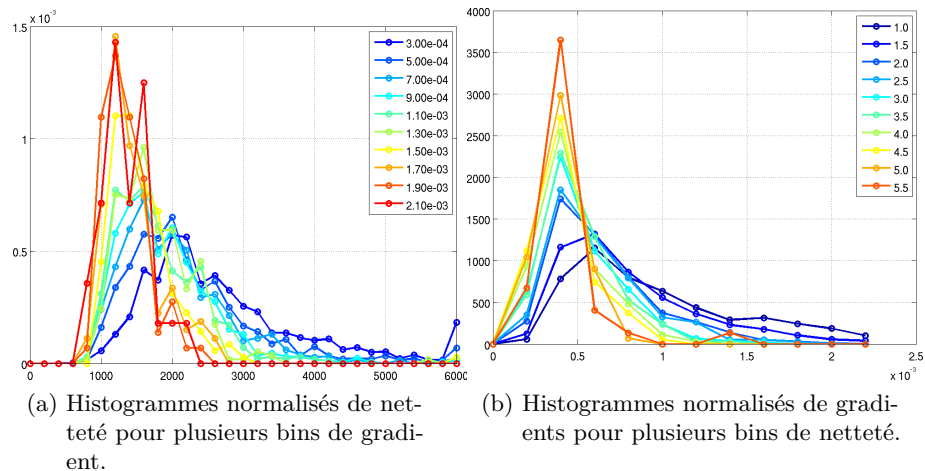 1.5
x 10⁻³
1
0.5
0
0
1000
2000
3000
4000
5000
6000
3.00e-04
5.00e-04
7.00e-04
9.00e-04
1.10e-03
1.30e-03
1.50e-03
1.70e-03
1.90e-03
2.10e-03
(a) Histogrammes normalisés de net-
teté pour plusieurs bins de gradi-
ent.
4000
3500
3000
2500
2000
1500
1000
500
0
0
0.5
1
1.5
2
2.5
x 10⁻³
1.0
1.5
2.0
2.5
3.0
3.5
4.0
4.5
5.0
5.5
(b) Histogrammes normalisés de gradi-
ents pour plusieurs bins de netteté.